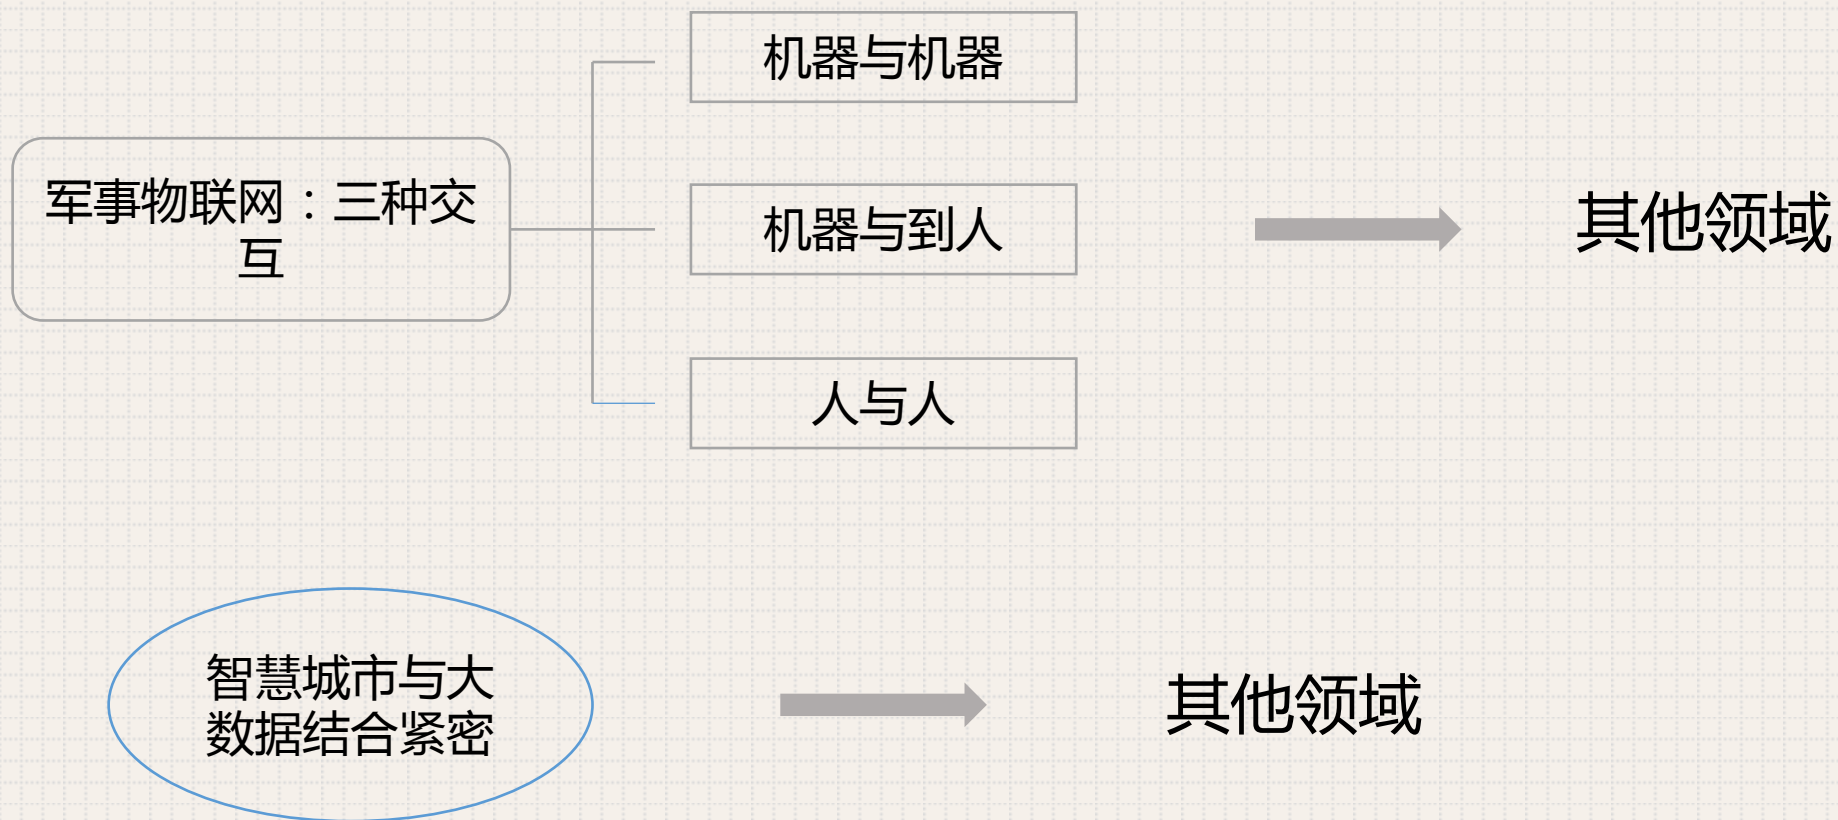 机器与机器
军事物联网：三种交
互
机器与到人
其他领域
人与人
智慧城市与大
数据结合紧密
其他领域